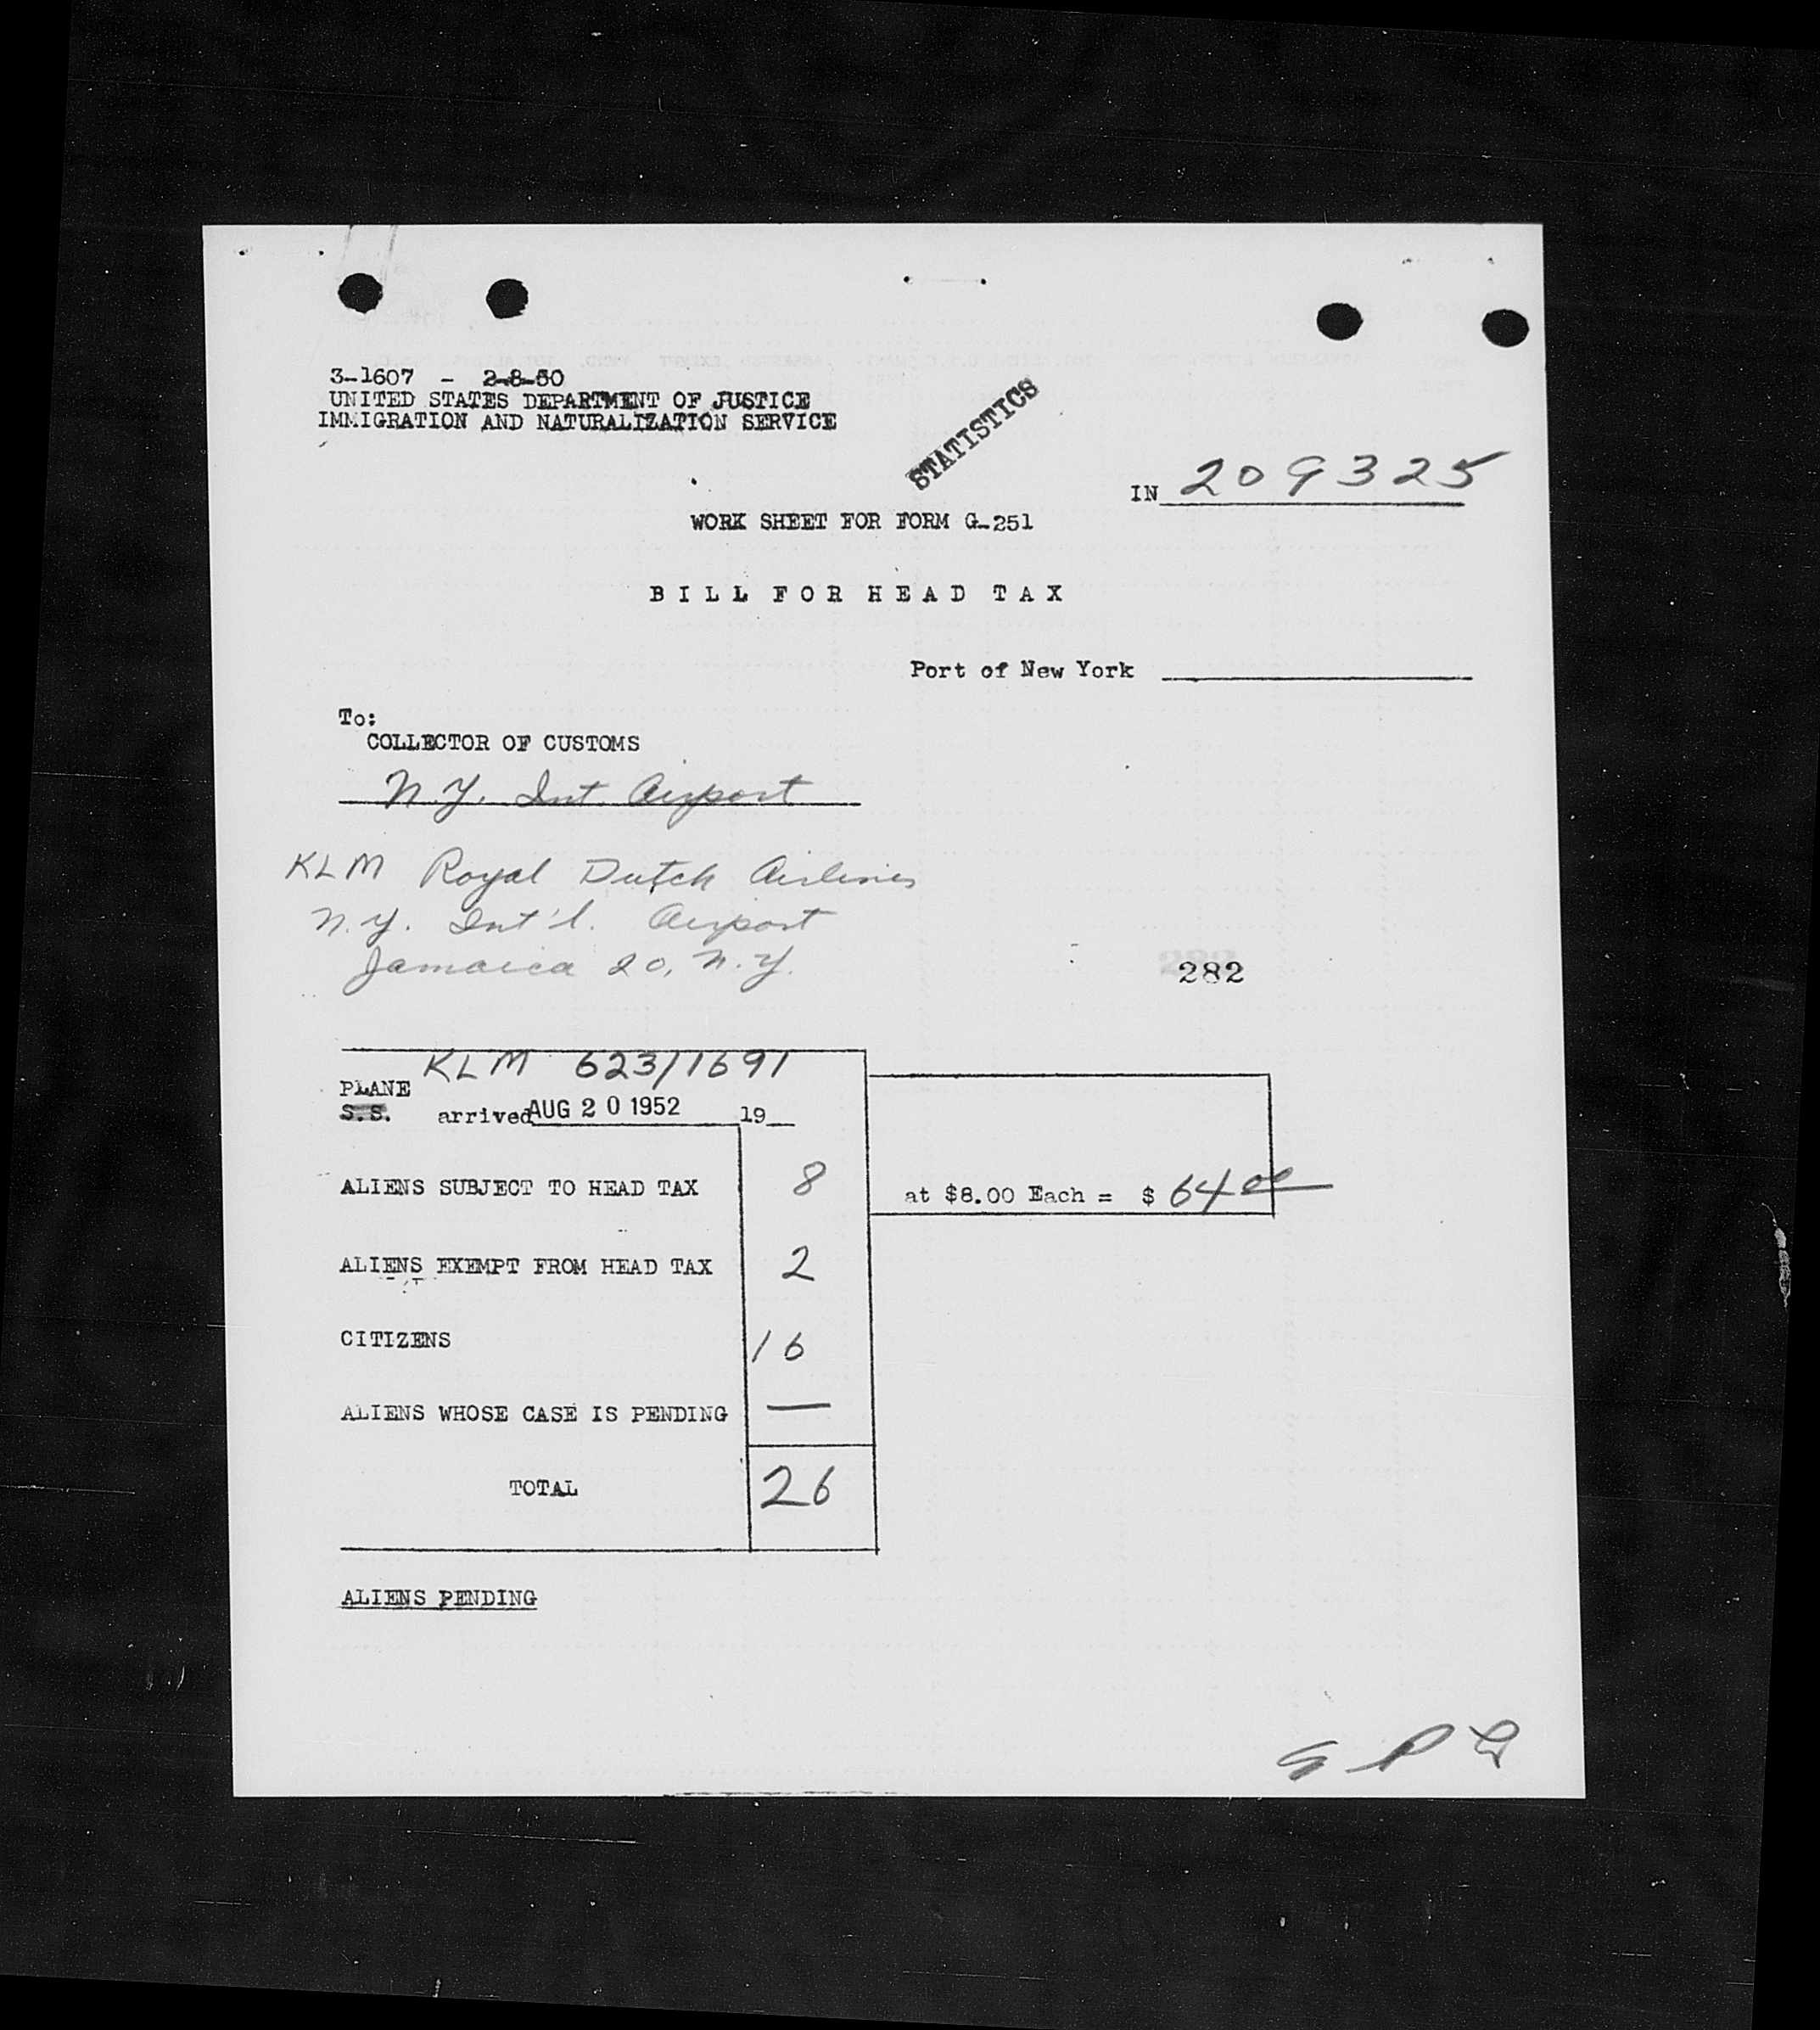 3-1607 - 2-8-50
UNITED STATES DEPARTMENT OF JUSTICE
IMMIGRATION AND NATURALIZATION SERVICE
STATISTICS
IN 209325
WORK SHEET FOR FORM G-251
BILL FOR HEAD TAX
Port of New York
To:
COLLECTOR OF CUSTOMS
N.Y. Int. Airport
KLM Royal Dutch Airlines
N.Y. Int'l. Airport
Jamaica 20, N.Y.
282
KLM 623/1691
PLANE
S.S. arrived AUG 20 1952 19
ALIENS SUBJECT TO HEAD TAX 8 at $8.00 Each = $ 64 00
ALIENS EXEMPT FROM HEAD TAX 2
CITIZENS 16
ALIENS WHOSE CASE IS PENDING —
TOTAL 26
ALIENS PENDING